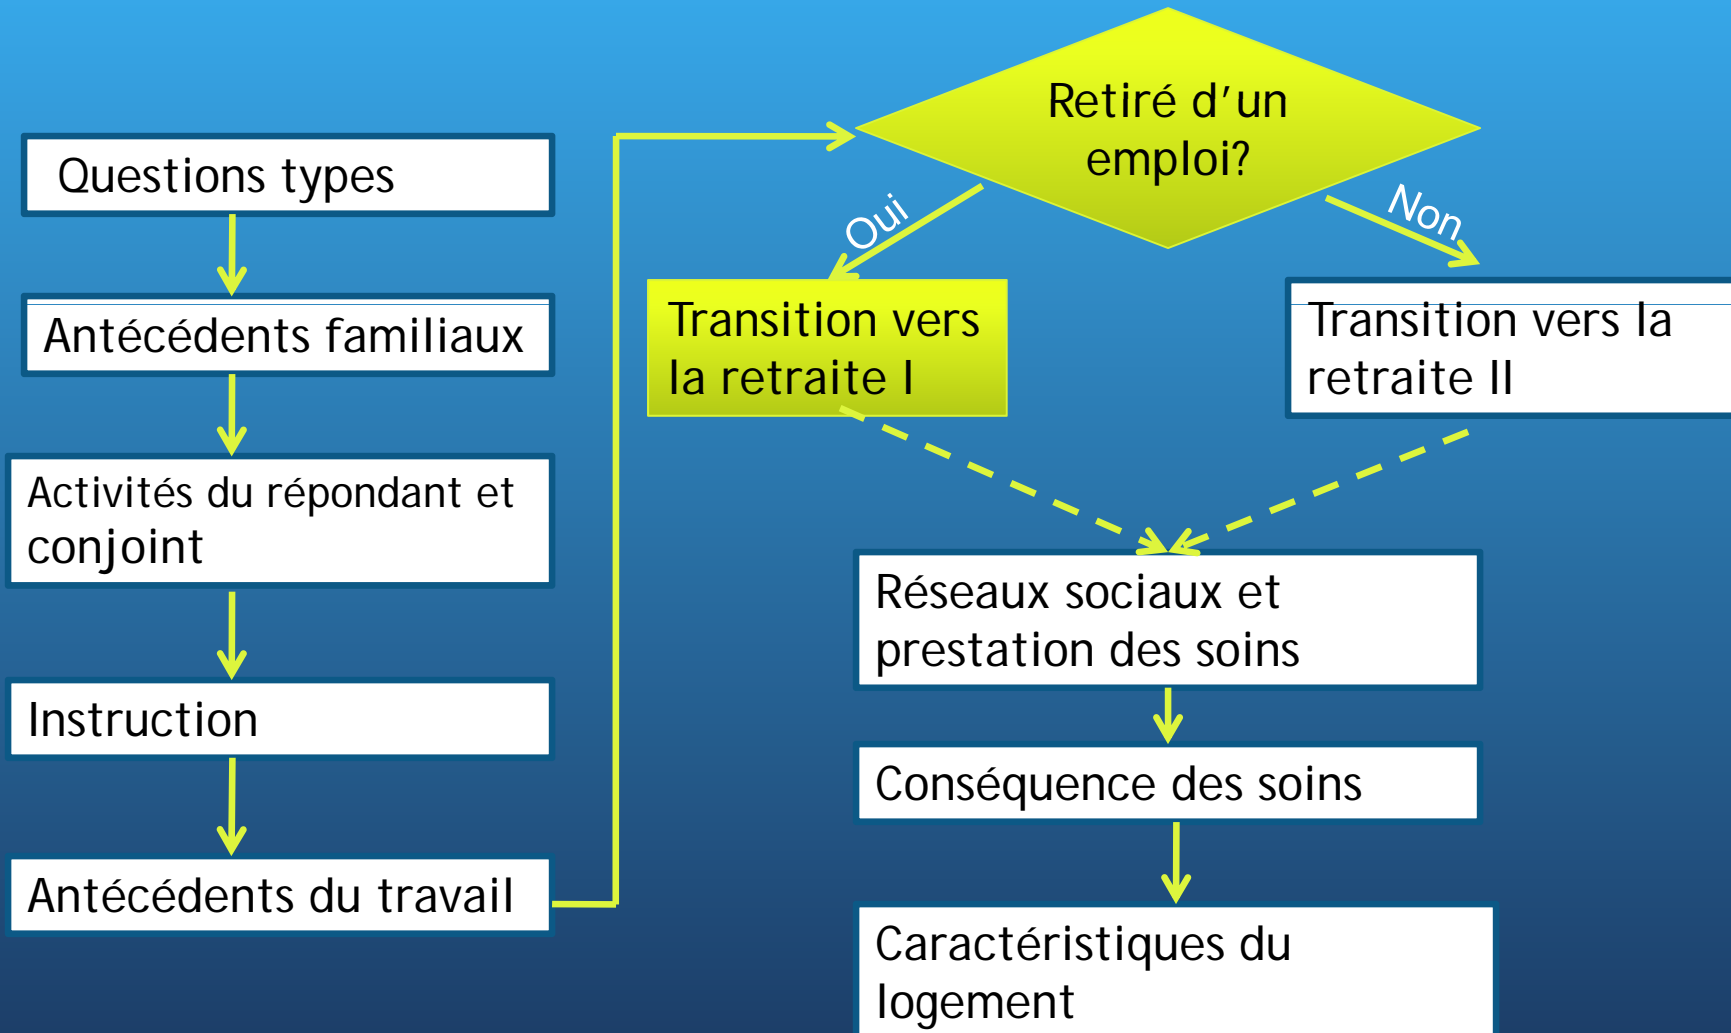 Questions types
Antécédents familiaux
Activités du répondant et
conjoint
Instruction
Antécédents du travail
Retiré d’un
emploi?
Oui
Non
Transition vers
la retraite I
Transition vers la
retraite II
Réseaux sociaux et
prestation des soins
Conséquence des soins
Caractéristiques du
logement